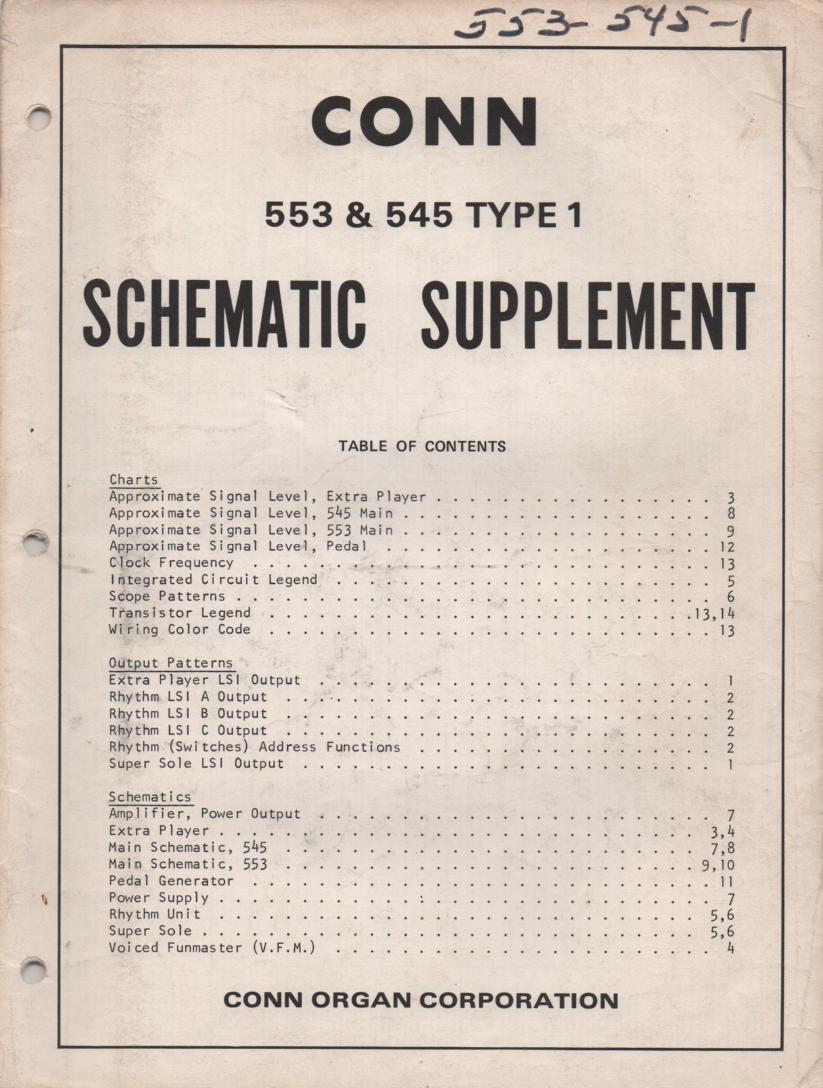 553-545-1
CONN
553 & 545 TYPE 1
SCHEMATIC SUPPLEMENT
TABLE OF CONTENTS
Charts
Approximate Signal Level, Extra Player . . . . . . . . . . . . . . . . . 3
Approximate Signal Level, 545 Main . . . . . . . . . . . . . . . . . . . 8
Approximate Signal Level, 553 Main . . . . . . . . . . . . . . . . . . . 9
Approximate Signal Level, Pedal . . . . . . . . . . . . . . . . . . . . 12
Clock Frequency . . . . . . . . . . . . . . . . . . . . . . . . . . . . 13
Integrated Circuit Legend . . . . . . . . . . . . . . . . . . . . . . . 5
Scope Patterns . . . . . . . . . . . . . . . . . . . . . . . . . . . . . 6
Transistor Legend . . . . . . . . . . . . . . . . . . . . . . . . . .13,14
Wiring Color Code . . . . . . . . . . . . . . . . . . . . . . . . . . . 13
Output Patterns
Extra Player LSI Output . . . . . . . . . . . . . . . . . . . . . . . . 1
Rhythm LSI A Output . . . . . . . . . . . . . . . . . . . . . . . . . . 2
Rhythm LSI B Output . . . . . . . . . . . . . . . . . . . . . . . . . . 2
Rhythm LSI C Output . . . . . . . . . . . . . . . . . . . . . . . . . . 2
Rhythm (Switches) Address Functions . . . . . . . . . . . . . . . . . . 2
Super Sole LSI Output . . . . . . . . . . . . . . . . . . . . . . . . . 1
Schematics
Amplifier, Power Output . . . . . . . . . . . . . . . . . . . . . . . . 7
Extra Player . . . . . . . . . . . . . . . . . . . . . . . . . . . . . 3,4
Main Schematic, 545 . . . . . . . . . . . . . . . . . . . . . . . . . 7,8
Main Schematic, 553 . . . . . . . . . . . . . . . . . . . . . . . . . 9,10
Pedal Generator . . . . . . . . . . . . . . . . . . . . . . . . . . . . 11
Power Supply . . . . . . . . . . . . . . . . . . . . . . . . . . . . . . 7
Rhythm Unit . . . . . . . . . . . . . . . . . . . . . . . . . . . . . 5,6
Super Sole . . . . . . . . . . . . . . . . . . . . . . . . . . . . . . 5,6
Voiced Funmaster (V.F.M.) . . . . . . . . . . . . . . . . . . . . . . . 4
CONN ORGAN CORPORATION